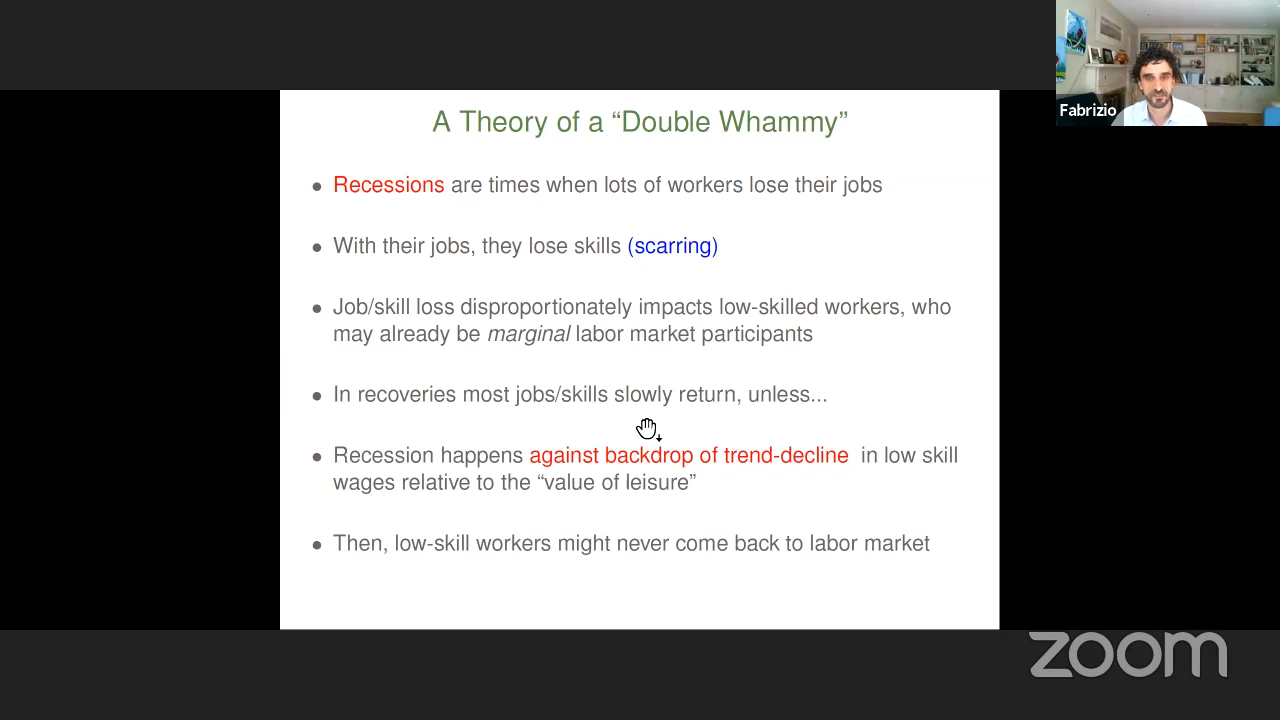 Fabrizio
A Theory of a “Double Whammy”
• Recessions are times when lots of workers lose their jobs
• With their jobs, they lose skills (scarring)
• Job/skill loss disproportionately impacts low-skilled workers, who
may already be marginal labor market participants
• In recoveries most jobs/skills slowly return, unless...
• Recession happens against backdrop of trend-decline in low skill
wages relative to the “value of leisure”
• Then, low-skill workers might never come back to labor market
zoom